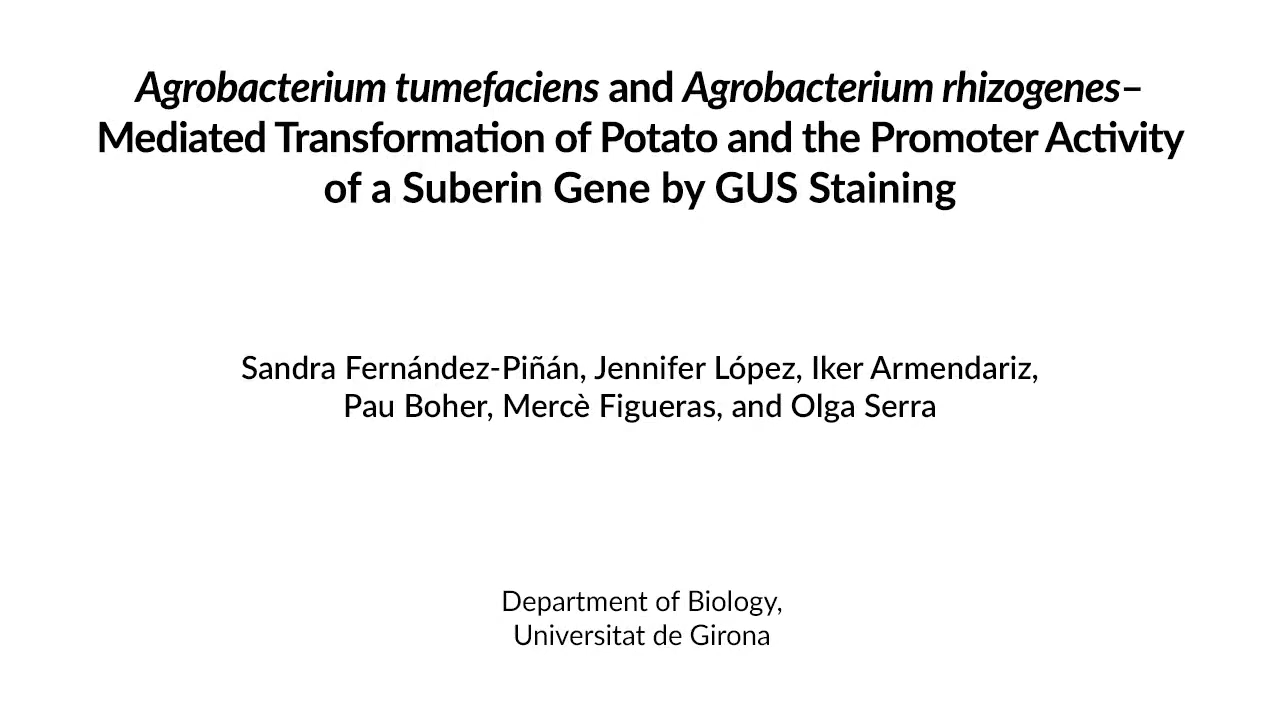 Agrobacterium tumefaciens and Agrobacterium rhizogenes–
Mediated Transformation of Potato and the Promoter Activity
of a Suberin Gene by GUS Staining
Sandra Fernández-Piñán, Jennifer López, Iker Armendariz,
Pau Boher, Mercè Figueras, and Olga Serra
Department of Biology,
Universitat de Girona